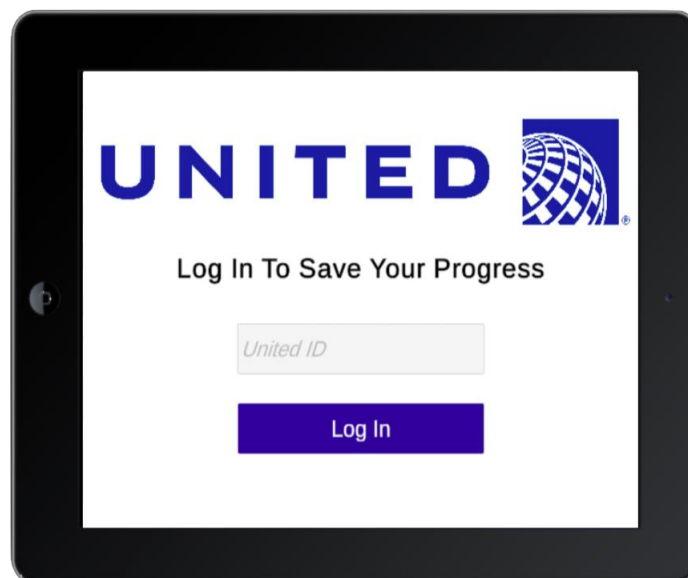 UNITED
®
Log In To Save Your Progress
United ID
Log In